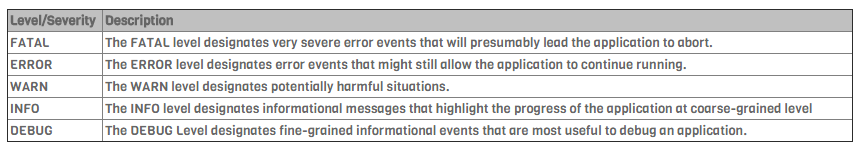 Level/Severity Description
FATAL The FATAL level designates very severe error events that will presumably lead the application to abort.
ERROR The ERROR level designates error events that might still allow the application to continue running.
WARN The WARN level designates potentially harmful situations.
INFO The INFO level designates informational messages that highlight the progress of the application at coarse-grained level
DEBUG The DEBUG Level designates fine-grained informational events that are most useful to debug an application.